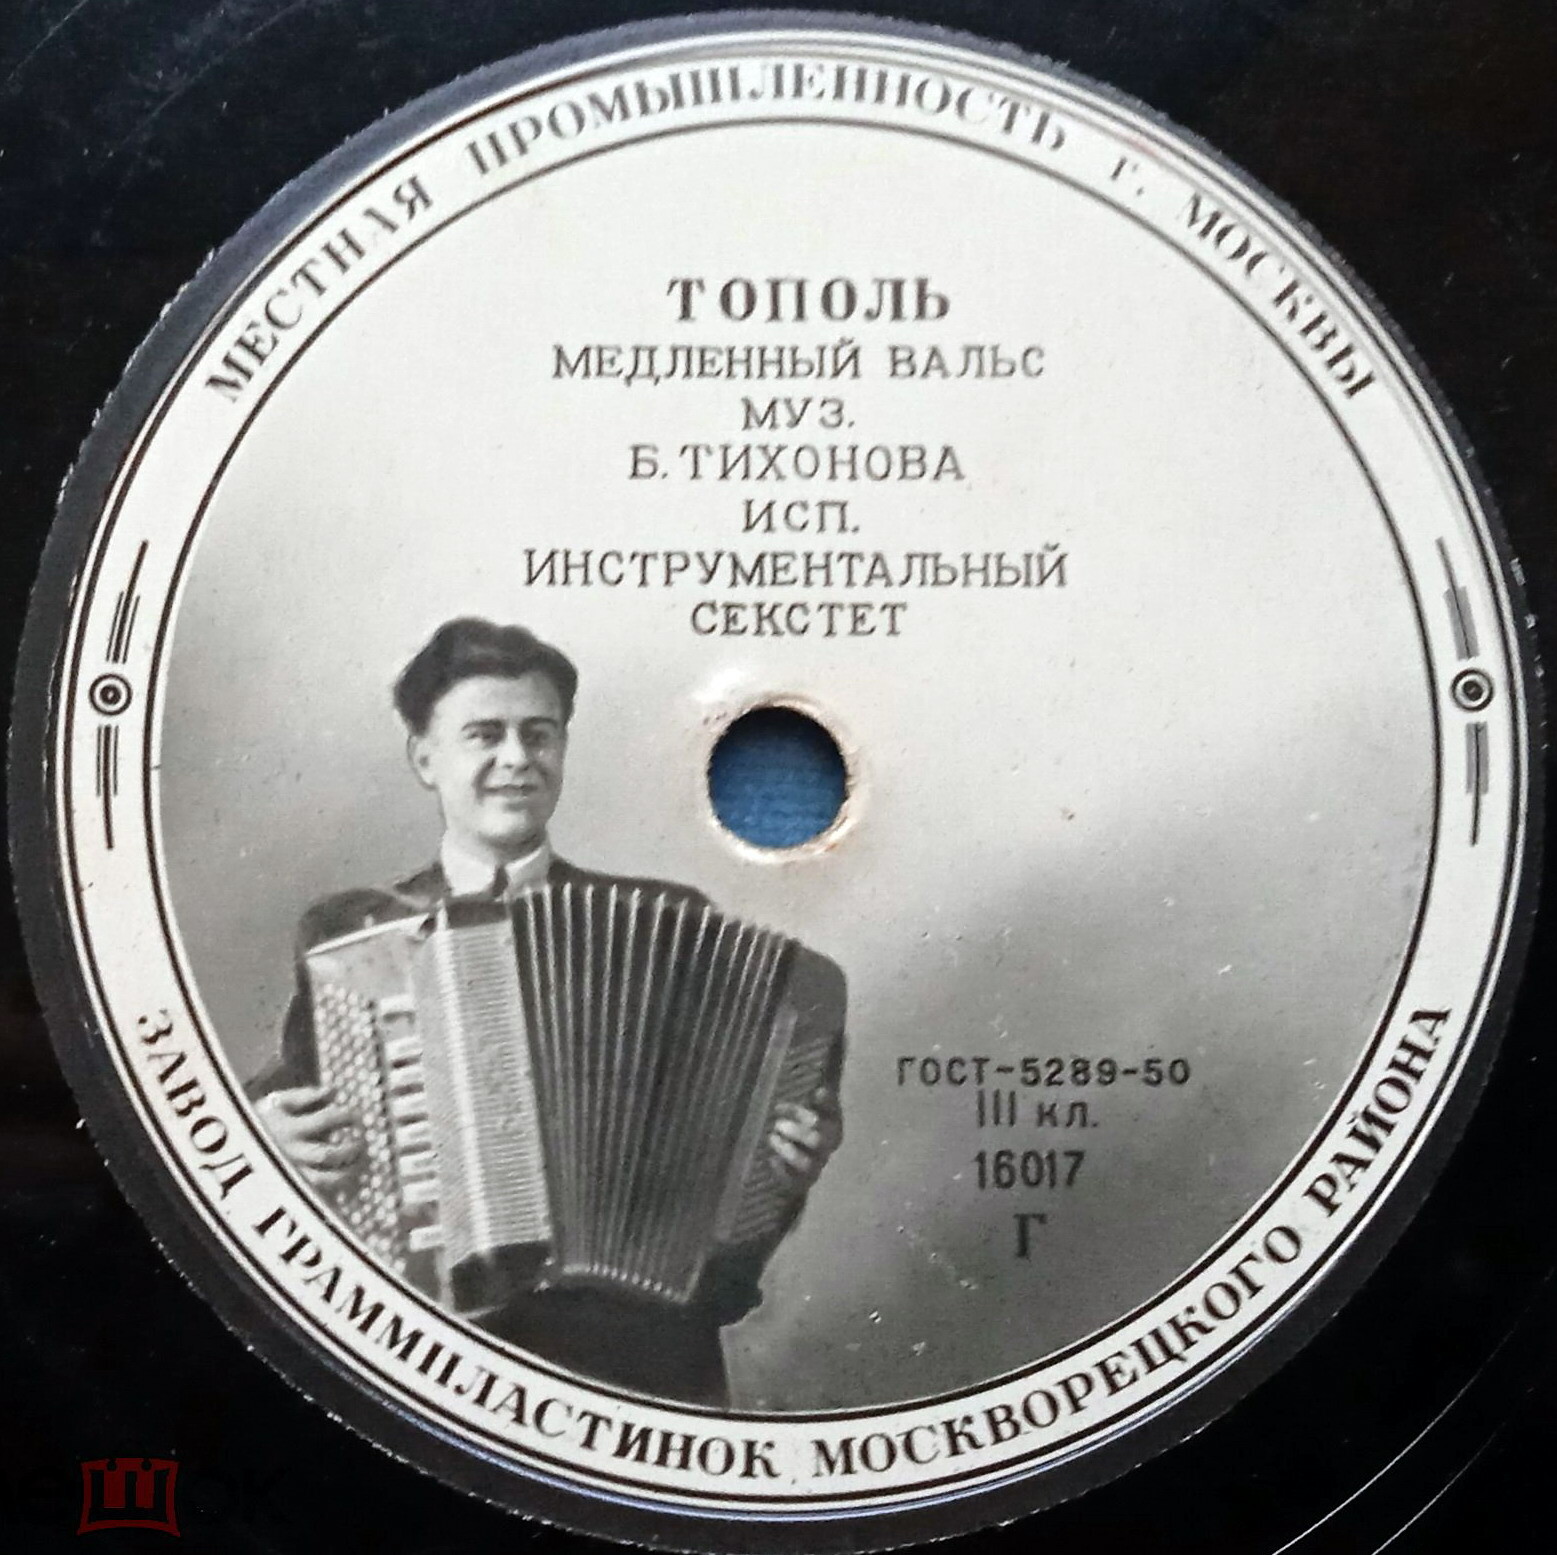 МЕСТНАЯ ПРОМЫШЛЕННОСТЬ Г. МОСКВЫ
ТОПОЛЬ
МЕДЛЕННЫЙ ВАЛЬС
МУЗ.
Б. ТИХОНОВА
ИСП.
ИНСТРУМЕНТАЛЬНЫЙ
СЕКСТЕТ
ГОСТ-5289-50
III КЛ.
16017
Г
ЗАВОД ГРАММПЛАСТИНОК МОСКВОРЕЦКОГО РАЙОНА